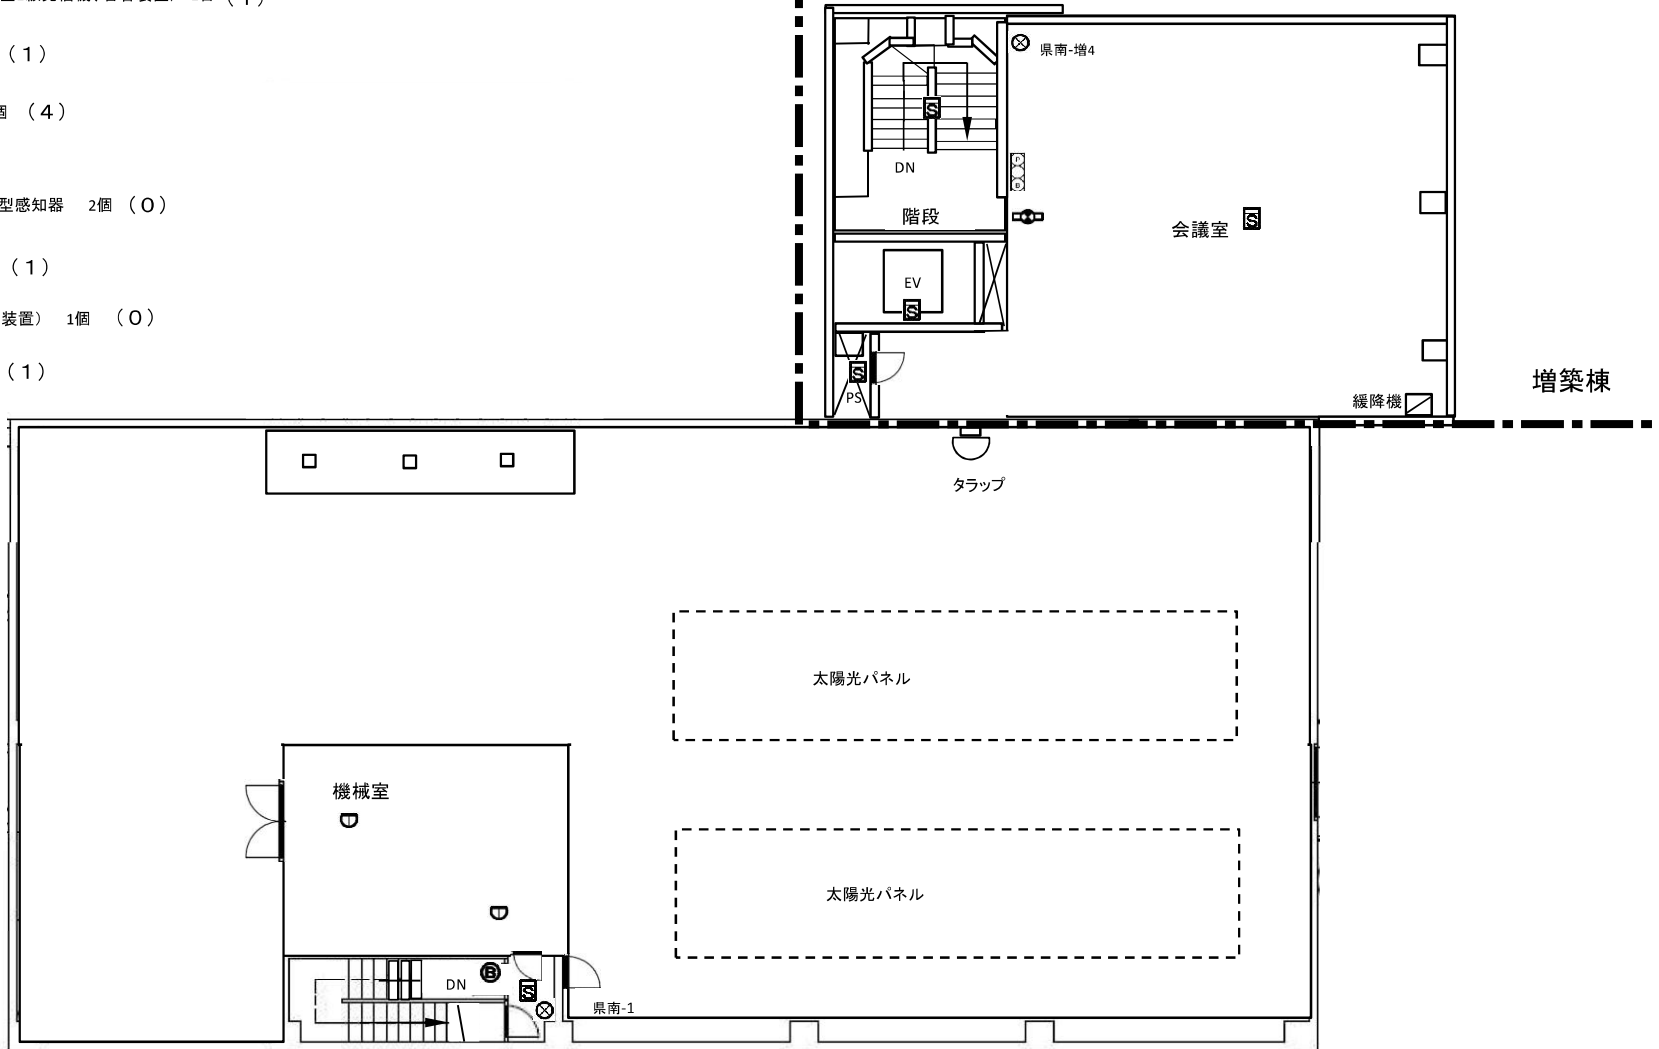 （１）
県南-増4
個 （４）
S
DN
P
B
型感知器 2個 （０）
階段
会議室 S
（１）
EV
S
装置） 1個 （０）
（１）
S
PS
増築棟
緩降機
タラップ
太陽光パネル
機械室
太陽光パネル
DN
B
S
県南-1